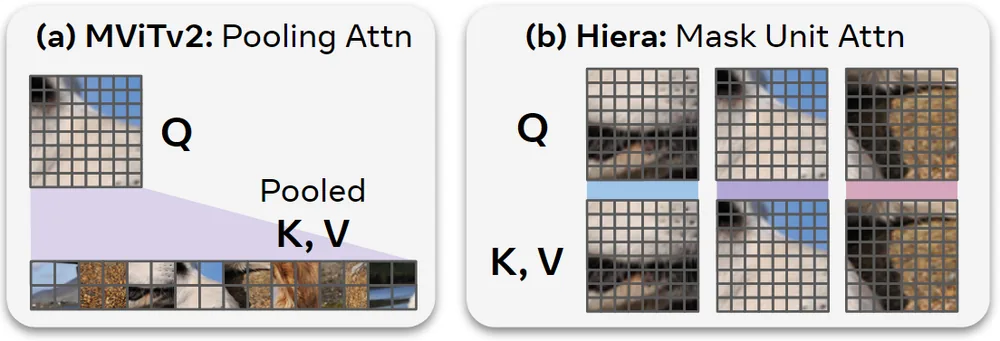 (a) MViTv2: Pooling Attn
Q
Pooled
K, V
(b) Hiera: Mask Unit Attn
Q
K, V